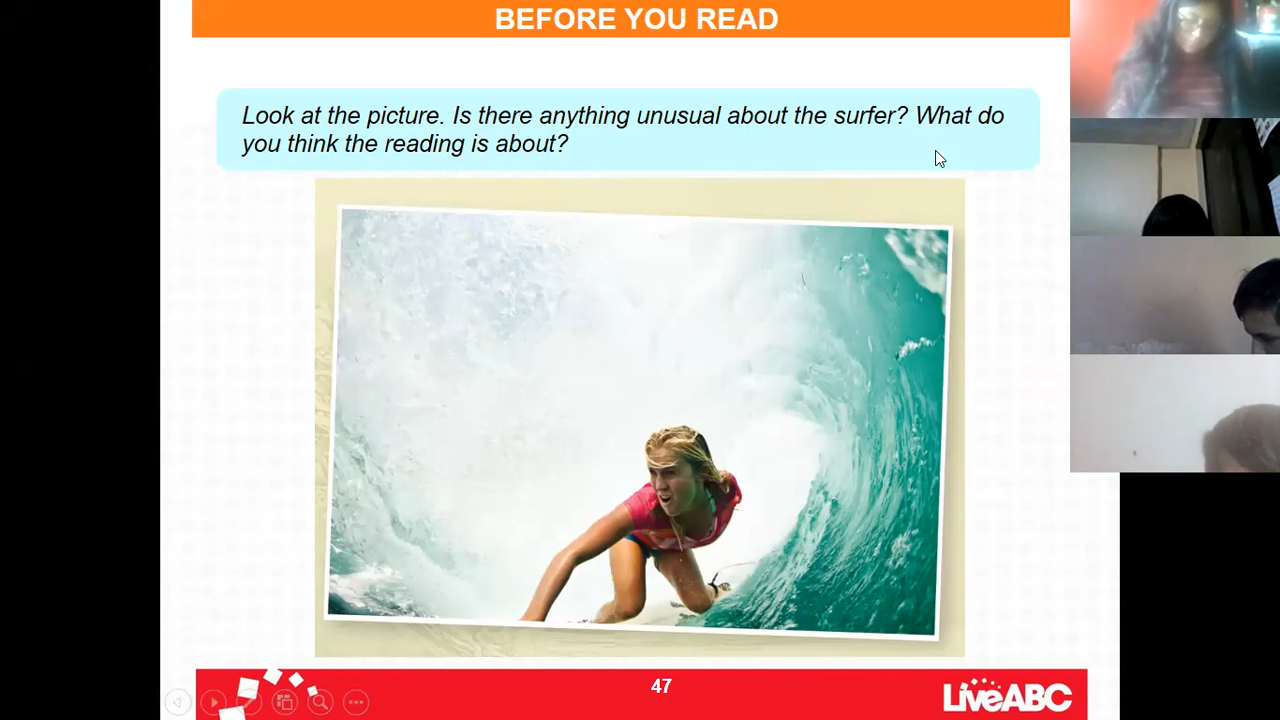 BEFORE YOU READ
Look at the picture. Is there anything unusual about the surfer? What do
you think the reading is about?
47
LiveABC